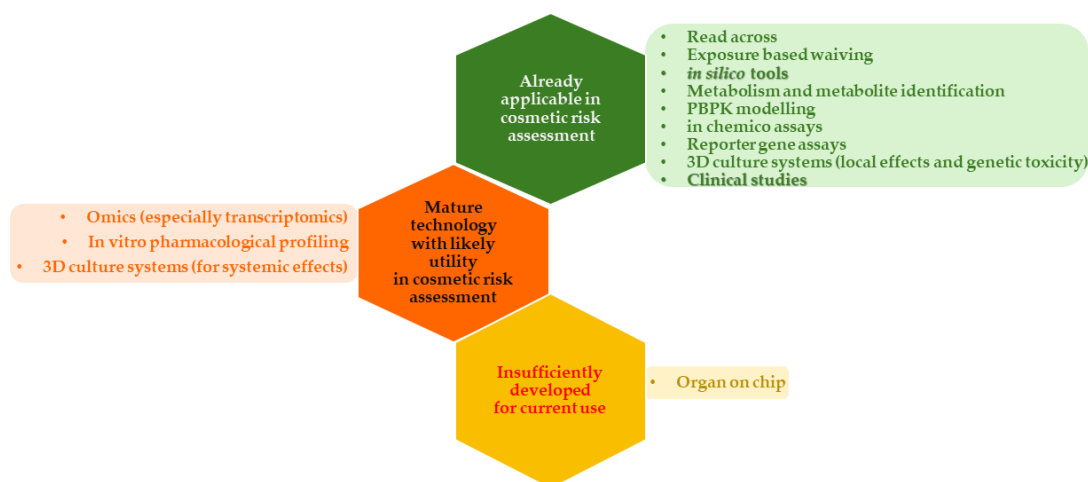 Already
applicable in
cosmetic risk
assessment
• Read across
• Exposure based waiving
• in silico tools
• Metabolism and metabolite identification
• PBPK modelling
• in chemico assays
• Reporter gene assays
• 3D culture systems (local effects and genetic toxicity)
• Clinical studies
Mature
technology
with likely
utility
in cosmetic risk
assessment
• Omics (especially transcriptomics)
• In vitro pharmacological profiling
• 3D culture systems (for systemic effects)
Insufficiently
developed
for current use
• Organ on chip